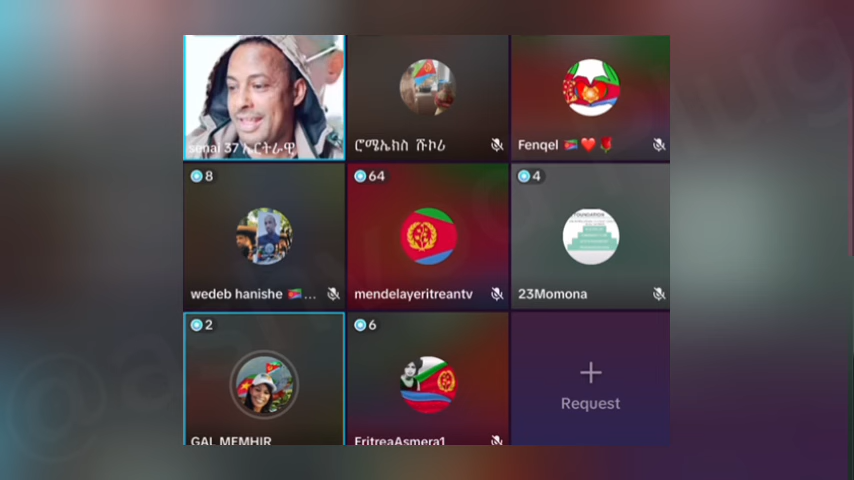 senai 37 ኤርትራዊ
ሮሜኤክስ ሹኮሪ
Fenqel 🇪🇷❤️🌹
8
64
4
wedeb hanishe 🇪🇷...
mendelayeritreantv
23Momona
FOUNDATION
2
6
Request
GAL MEMHIR
EritreaAsmera1